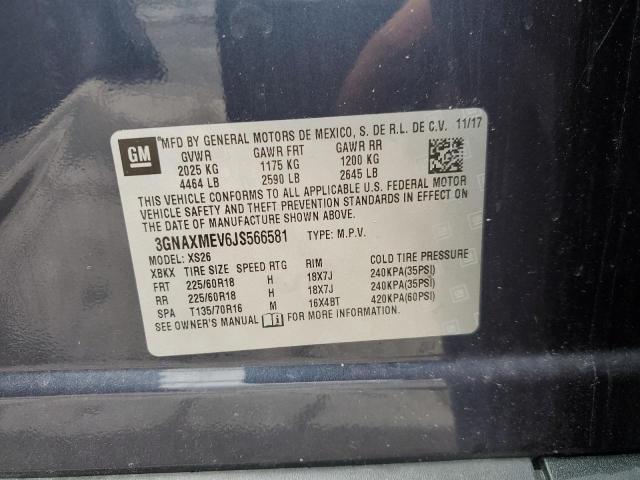 GM
MFD BY GENERAL MOTORS DE MEXICO, S. DE R.L. DE C.V. 11/17
GVWR GAWR FRT GAWR RR
2025 KG 1175 KG 1200 KG
4464 LB 2590 LB 2645 LB
THIS VEHICLE CONFORMS TO ALL APPLICABLE U.S. FEDERAL MOTOR
VEHICLE SAFETY AND THEFT PREVENTION STANDARDS IN EFFECT ON
THE DATE OF MANUFACTURE SHOWN ABOVE.
3GNAXMEV6JS566581 TYPE: M.P.V.
MODEL: XS26
XBKX TIRE SIZE SPEED RTG RIM COLD TIRE PRESSURE
FRT 225/60R18 H 18X7J 240KPA(35PSI)
RR 225/60R18 H 18X7J 240KPA(35PSI)
SPA T135/70R16 M 16X4BT 420KPA(60PSI)
SEE OWNER'S MANUAL FOR MORE INFORMATION.